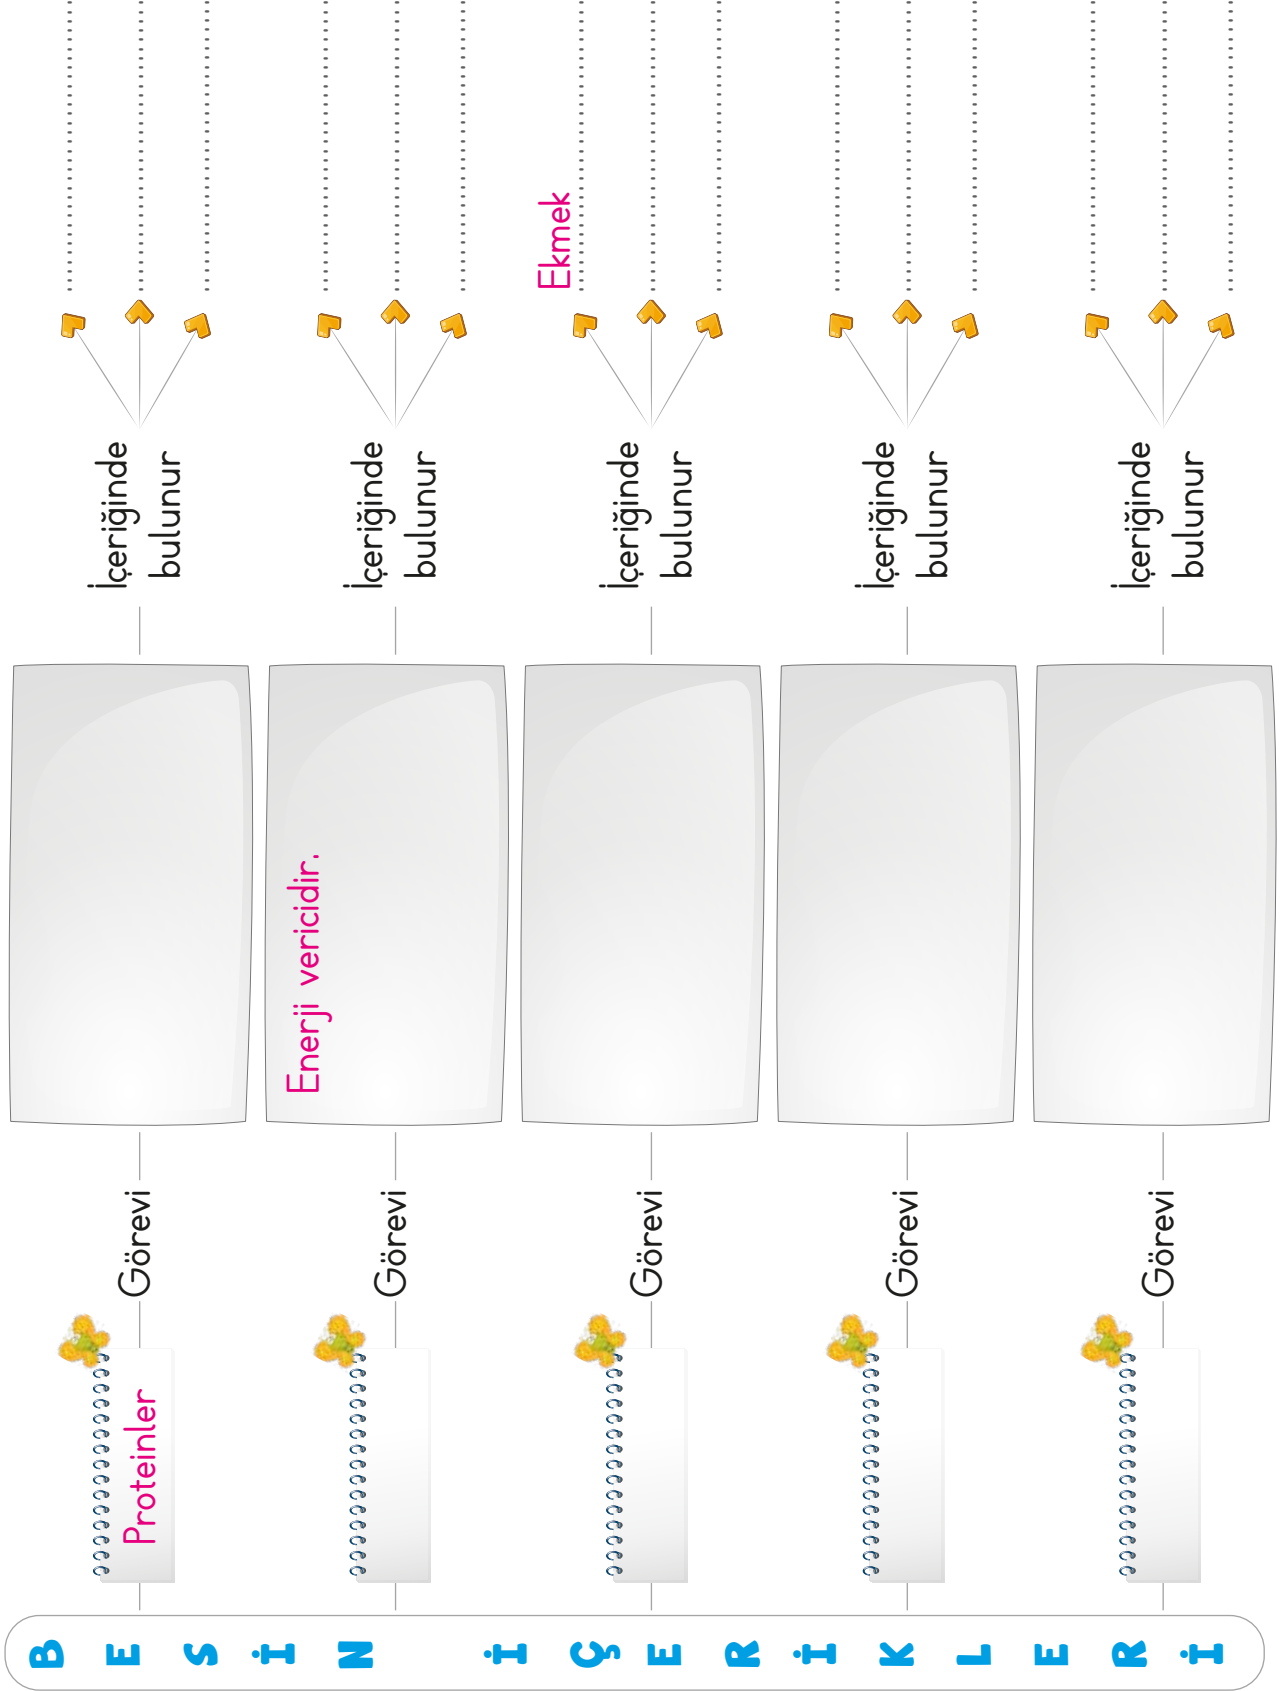 BESİN İÇERİKLERİ
Proteinler
Görevi
İçeriğinde
bulunur
Görevi
Enerji vericidir.
İçeriğinde
bulunur
Görevi
İçeriğinde
bulunur
Ekmek
Görevi
İçeriğinde
bulunur
Görevi
İçeriğinde
bulunur